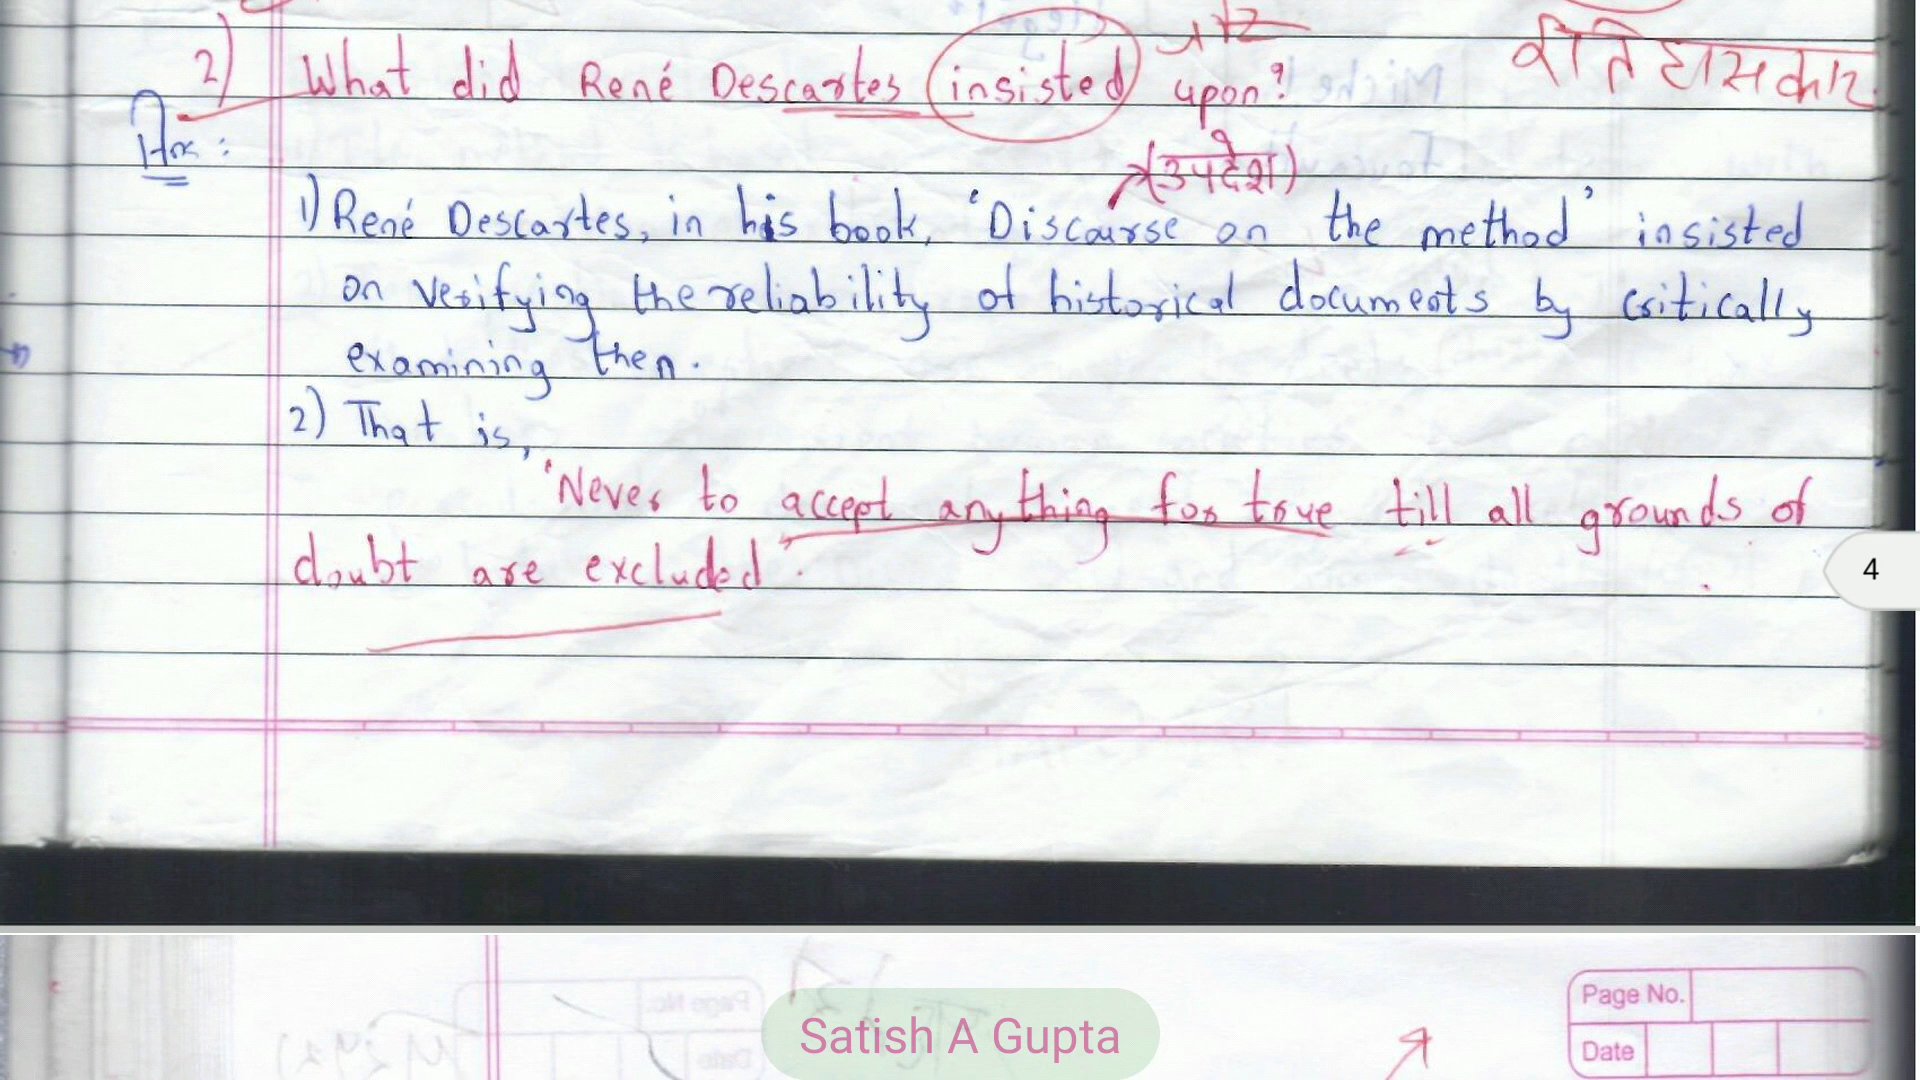 2) What did René Descartes insisted upon?
Ans:
(उपदेश)
1) René Descartes, in his book, 'Discourse on the method' insisted
on verifying the reliability of historical documents by critically
examining then.
2) That is,
'Never to accept anything for true till all grounds of
doubt are excluded'.
4
Page No.
Date
Satish A Gupta